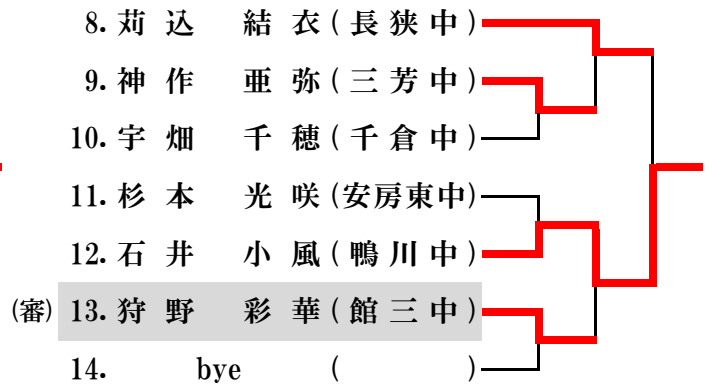 8. 苅込 結衣(長狭中)
9. 神作 亜弥(三芳中)
10. 宇畑 千穂(千倉中)
11. 杉本 光咲(安房東中)
12. 石井 小風(鴨川中)
(審) 13. 狩野 彩華(館三中)
14. bye ( )